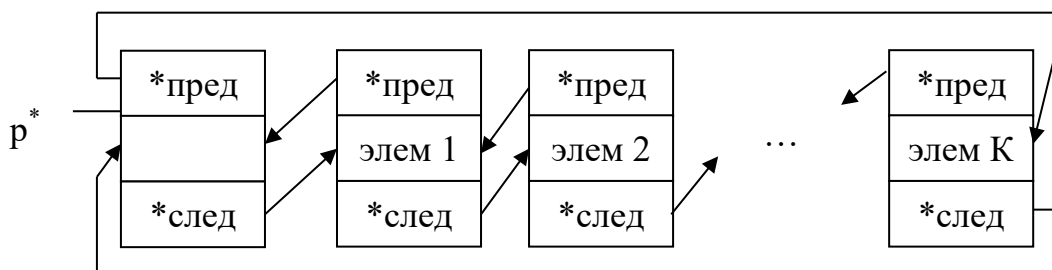 *пред *пред *пред *пред
p*
элем 1 элем 2 … элем К
*след *след *след *след